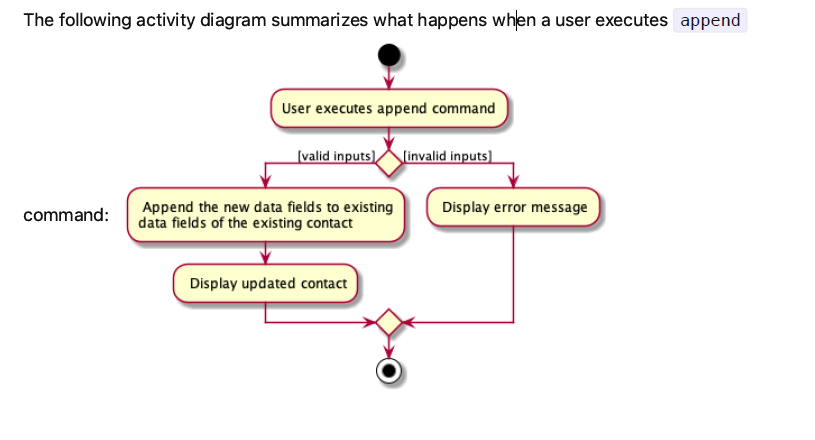 The following activity diagram summarizes what happens when a user executes append
User executes append command
[valid inputs]
[invalid inputs]
Append the new data fields to existing
data fields of the existing contact
Display error message
command:
Display updated contact